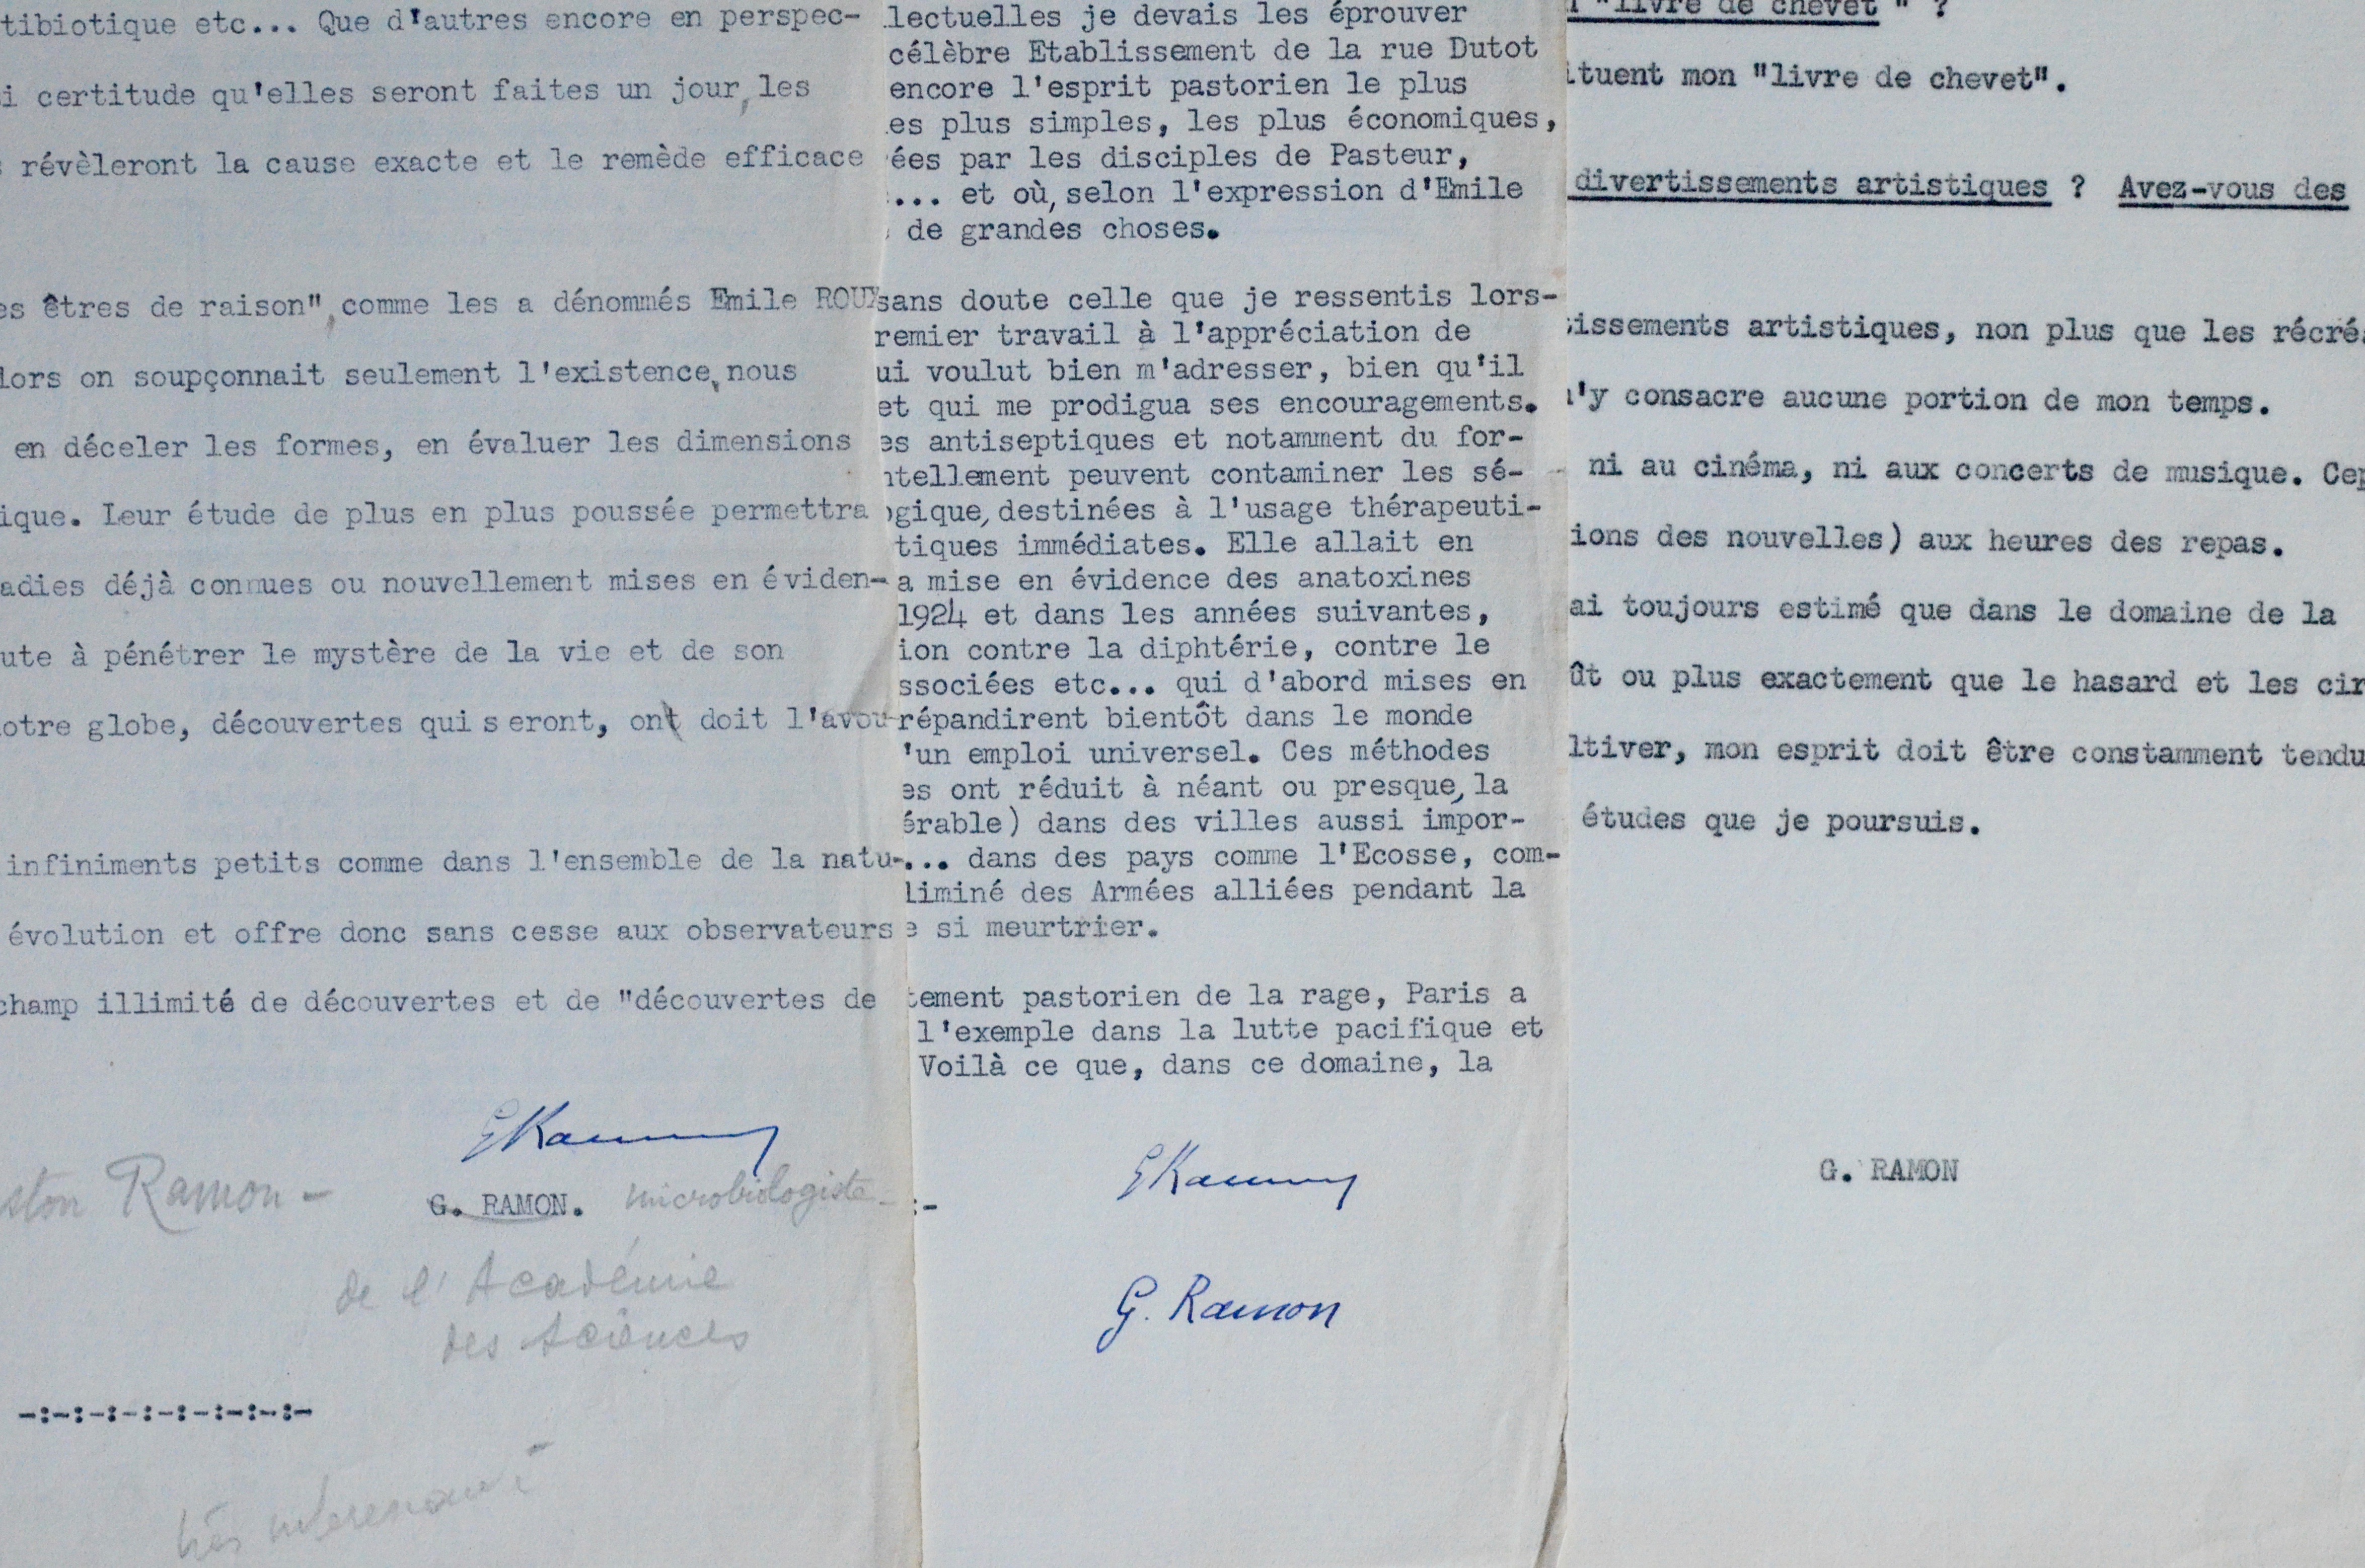 tibiotique etc... Que d'autres encore en perspec-
i certitude qu'elles seront faites un jour, les
révèleront la cause exacte et le remède efficace
es êtres de raison", comme les a dénommés Emile ROUX
lors on soupçonnait seulement l'existence, nous
en déceler les formes, en évaluer les dimensions
ique. Leur étude de plus en plus poussée permettra
adies déjà connues ou nouvellement mises en éviden-
ute à pénétrer le mystère de la vie et de son
otre globe, découvertes qui seront, on doit l'avou-
infiniments petits comme dans l'ensemble de la natu-
évolution et offre donc sans cesse aux observateurs
champ illimité de découvertes et de "découvertes de
GRamon
ston Ramon -
G. RAMON. microbiologiste -
de l'Académie
des Sciences
-:-:-:-:-:-:-:-:-
très intéressant
lectuelles je devais les éprouver
célèbre Etablissement de la rue Dutot
encore l'esprit pastorien le plus
es plus simples, les plus économiques,
ées par les disciples de Pasteur,
... et où, selon l'expression d'Emile
de grandes choses.
sans doute celle que je ressentis lors-
remier travail à l'appréciation de
ui voulut bien m'adresser, bien qu'il
et qui me prodigua ses encouragements.
es antiseptiques et notamment du for-
ntellement peuvent contaminer les sé-
ogique, destinées à l'usage thérapeuti-
tiques immédiates. Elle allait en
a mise en évidence des anatoxines
1924 et dans les années suivantes,
ion contre la diphtérie, contre le
ssociées etc... qui d'abord mises en
répandirent bientôt dans le monde
'un emploi universel. Ces méthodes
es ont réduit à néant ou presque, la
érable) dans des villes aussi impor-
... dans des pays comme l'Ecosse, com-
liminé des Armées alliées pendant la
e si meurtrier.
tement pastorien de la rage, Paris a
l'exemple dans la lutte pacifique et
Voilà ce que, dans ce domaine, la
GRamon
:-
G. Ramon
"livre de chevet" ?
ituent mon "livre de chevet".
divertissements artistiques ? Avez-vous des
tissements artistiques, non plus que les récré
n'y consacre aucune portion de mon temps.
- ni au cinéma, ni aux concerts de musique. Cep
ions des nouvelles) aux heures des repas.
ai toujours estimé que dans le domaine de la
ût ou plus exactement que le hasard et les cir
ltiver, mon esprit doit être constamment tendu
études que je poursuis.
G. RAMON